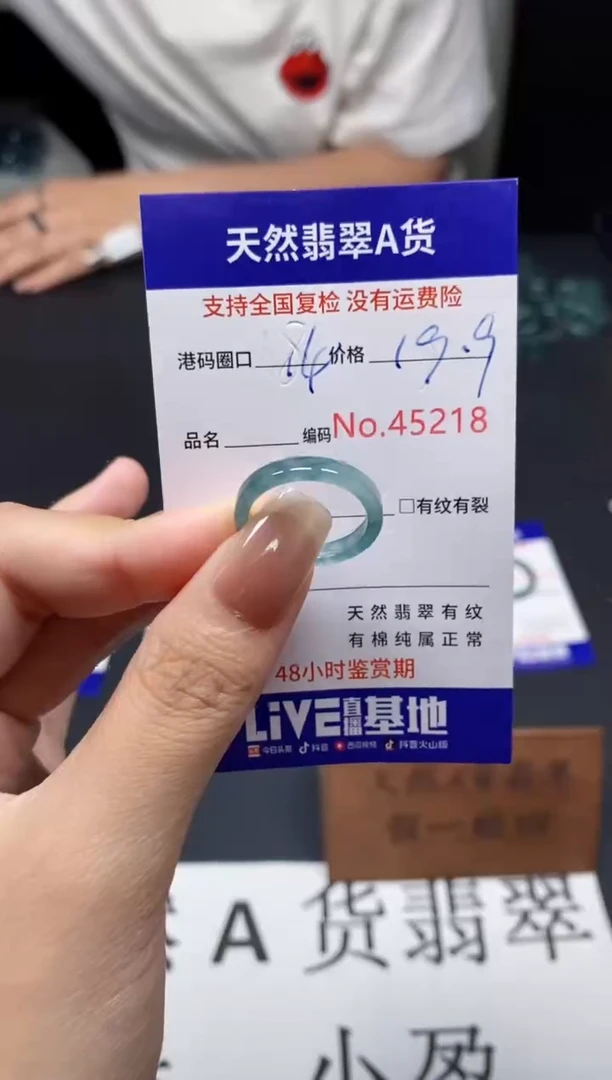 天然翡翠A货
支持全国复检 没有运费险
港码圈口 14 价格 19.9
品名 编码 No.45218
□有纹有裂
天然翡翠有纹
有棉纯属正常
48小时鉴赏期
LiVE直播基地
今日头条 抖音 西瓜视频 抖音火山版
A货翡翠
小